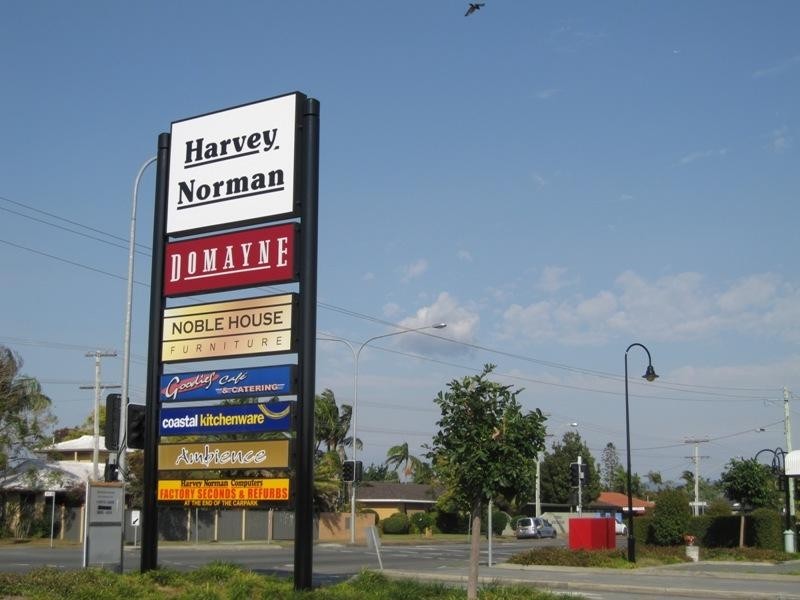 Harvey
Norman
DOMAYNE
NOBLE HOUSE
FURNITURE
Goodies Café
& CATERING
coastal kitchenware
Ambience
Harvey Norman Computers
FACTORY SECONDS & REFURBS
AT THE END OF THE CARPARK